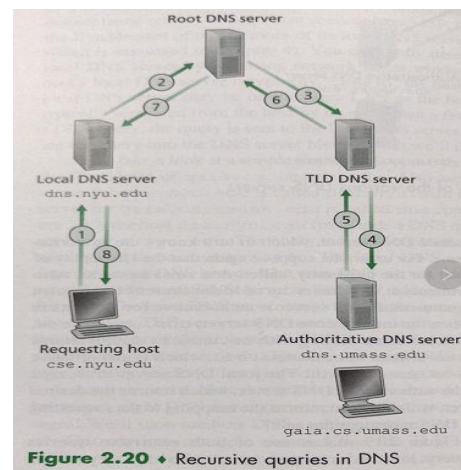 Root DNS server
2
7
6
3
Local DNS server
dns.nyu.edu
TLD DNS server
1
8
5
4
Requesting host
cse.nyu.edu
Authoritative DNS server
dns.umass.edu
gaia.cs.umass.edu
Figure 2.20 ◆ Recursive queries in DNS